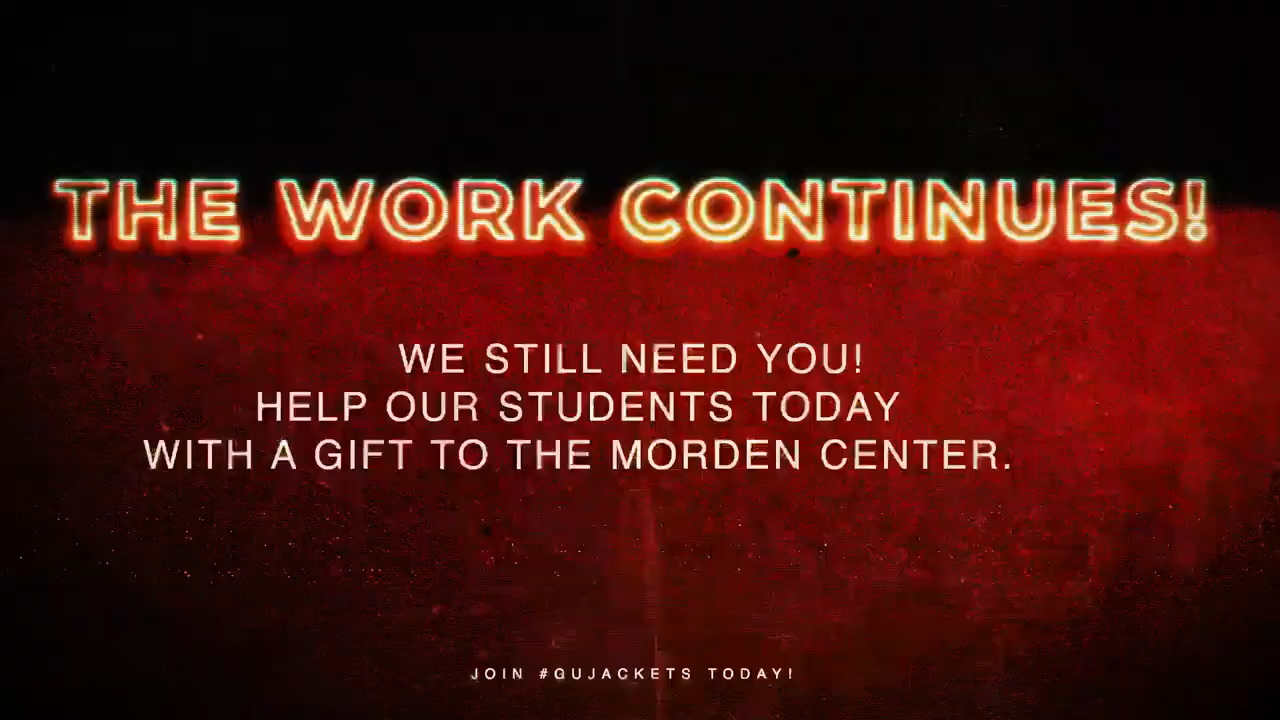 THE WORK CONTINUES!
WE STILL NEED YOU!
HELP OUR STUDENTS TODAY
WITH A GIFT TO THE MORDEN CENTER.
JOIN #GUJACKETS TODAY!